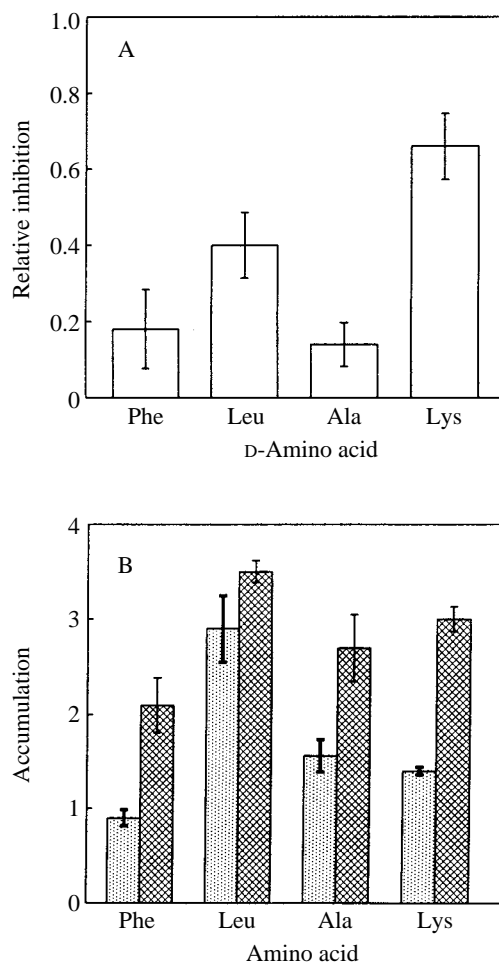 1.0
A
0.8
0.6
0.4
0.2
0
Relative inhibition
Phe Leu Ala Lys
D-Amino acid
4
B
3
2
1
0
Accumulation
Phe Leu Ala Lys
Amino acid